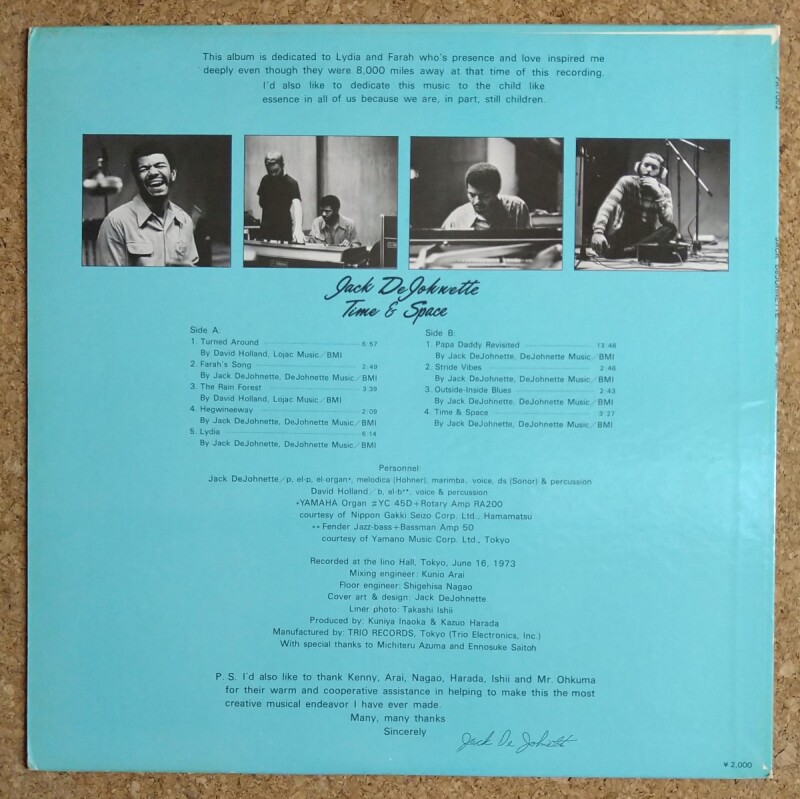 This album is dedicated to Lydia and Farah who's presence and love inspired me
deeply even though they were 8,000 miles away at that time of this recording.
I'd also like to dedicate this music to the child like
essence in all of us because we are, in part, still children.
Jack DeJohnette
Time & Space
Side A:
1. Turned Around 6:57
By David Holland, Lojac Music/BMI
2. Farah's Song 2:49
By Jack DeJohnette, DeJohnette Music/BMI
3. The Rain Forest 3:39
By David Holland, Lojac Music/BMI
4. Hegwineeway 2:09
By Jack DeJohnette, DeJohnette Music/BMI
5. Lydia 6:14
By Jack DeJohnette, DeJohnette Music/BMI
Side B:
1. Papa Daddy Revisited 13:46
By Jack DeJohnette, DeJohnette Music/BMI
2. Stride Vibes 2:46
By Jack DeJohnette, DeJohnette Music/BMI
3. Outside-Inside Blues 2:43
By Jack DeJohnette, DeJohnette Music/BMI
4. Time & Space 3:27
By Jack DeJohnette, DeJohnette Music/BMI
Personnel:
Jack DeJohnette/p, el-p, el-organ*, melodica (Hohner), marimba, voice, ds (Sonor) & percussion
David Holland/b, el-b**, voice & percussion
*YAMAHA Organ #YC 45D+Rotary Amp RA200
courtesy of Nippon Gakki Seizo Corp. Ltd., Hamamatsu
**Fender Jazz-bass+Bassman Amp 50
courtesy of Yamano Music Corp. Ltd., Tokyo
Recorded at the Iino Hall, Tokyo, June 16, 1973
Mixing engineer: Kunio Arai
Floor engineer: Shigehisa Nagao
Cover art & design: Jack DeJohnette
Liner photo: Takashi Ishii
Produced by: Kuniya Inaoka & Kazuo Harada
Manufactured by: TRIO RECORDS, Tokyo (Trio Electronics, Inc.)
With special thanks to Michiteru Azuma and Ennosuke Saitoh
P. S. I'd also like to thank Kenny, Arai, Nagao, Harada, Ishii and Mr. Ohkuma
for their warm and cooperative assistance in helping to make this the most
creative musical endeavor I have ever made.
Many, many thanks
Sincerely
Jack De Johnette
¥2,000